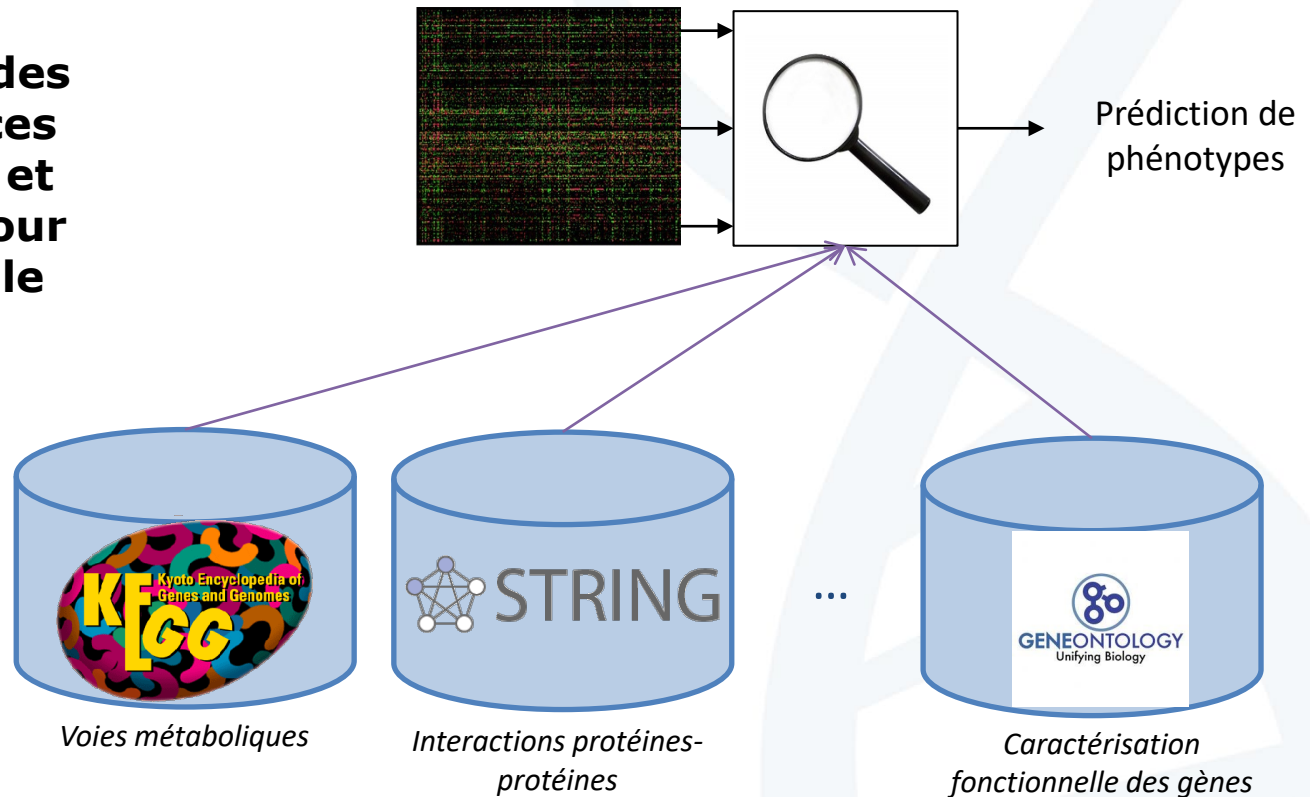 des
ces
et
our
le
Prédiction de
phénotypes
KEGG
Kyoto Encyclopedia of
Genes and Genomes
STRING
...
GENEONTOLOGY
Unifying Biology
Voies métaboliques
Interactions protéines-
protéines
Caractérisation
fonctionnelle des gènes